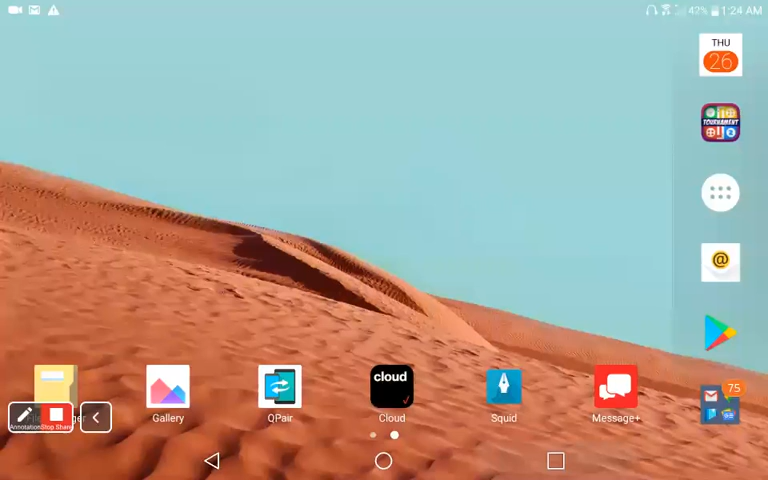 42% 1:24 AM
THU
26
TOURNAMENT
@
cloud
Gallery
QPair
Cloud
Squid
Message+
75
Annotation
Stop Share